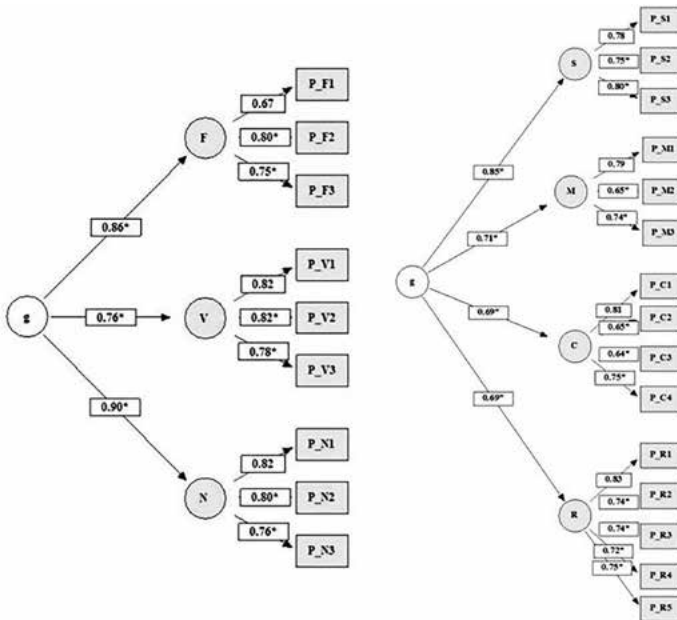 P_F1
0.67
F
0.80*
P_F2
0.75*
P_F3
0.86*
P_V1
0.82
g
0.76*
V
0.82*
P_V2
0.78*
P_V3
0.90*
P_N1
0.82
N
0.80*
P_N2
0.76*
P_N3
P_S1
0.78
S
0.75*
P_S2
0.80*
P_S3
0.85*
P_M1
0.79
M
0.65*
P_M2
0.74*
P_M3
0.71*
g
P_C1
0.69*
0.81
P_C2
0.65*
C
0.64*
P_C3
0.75*
P_C4
0.69*
P_R1
0.83
0.74*
P_R2
R
0.74*
P_R3
0.72*
P_R4
0.75*
P_R5